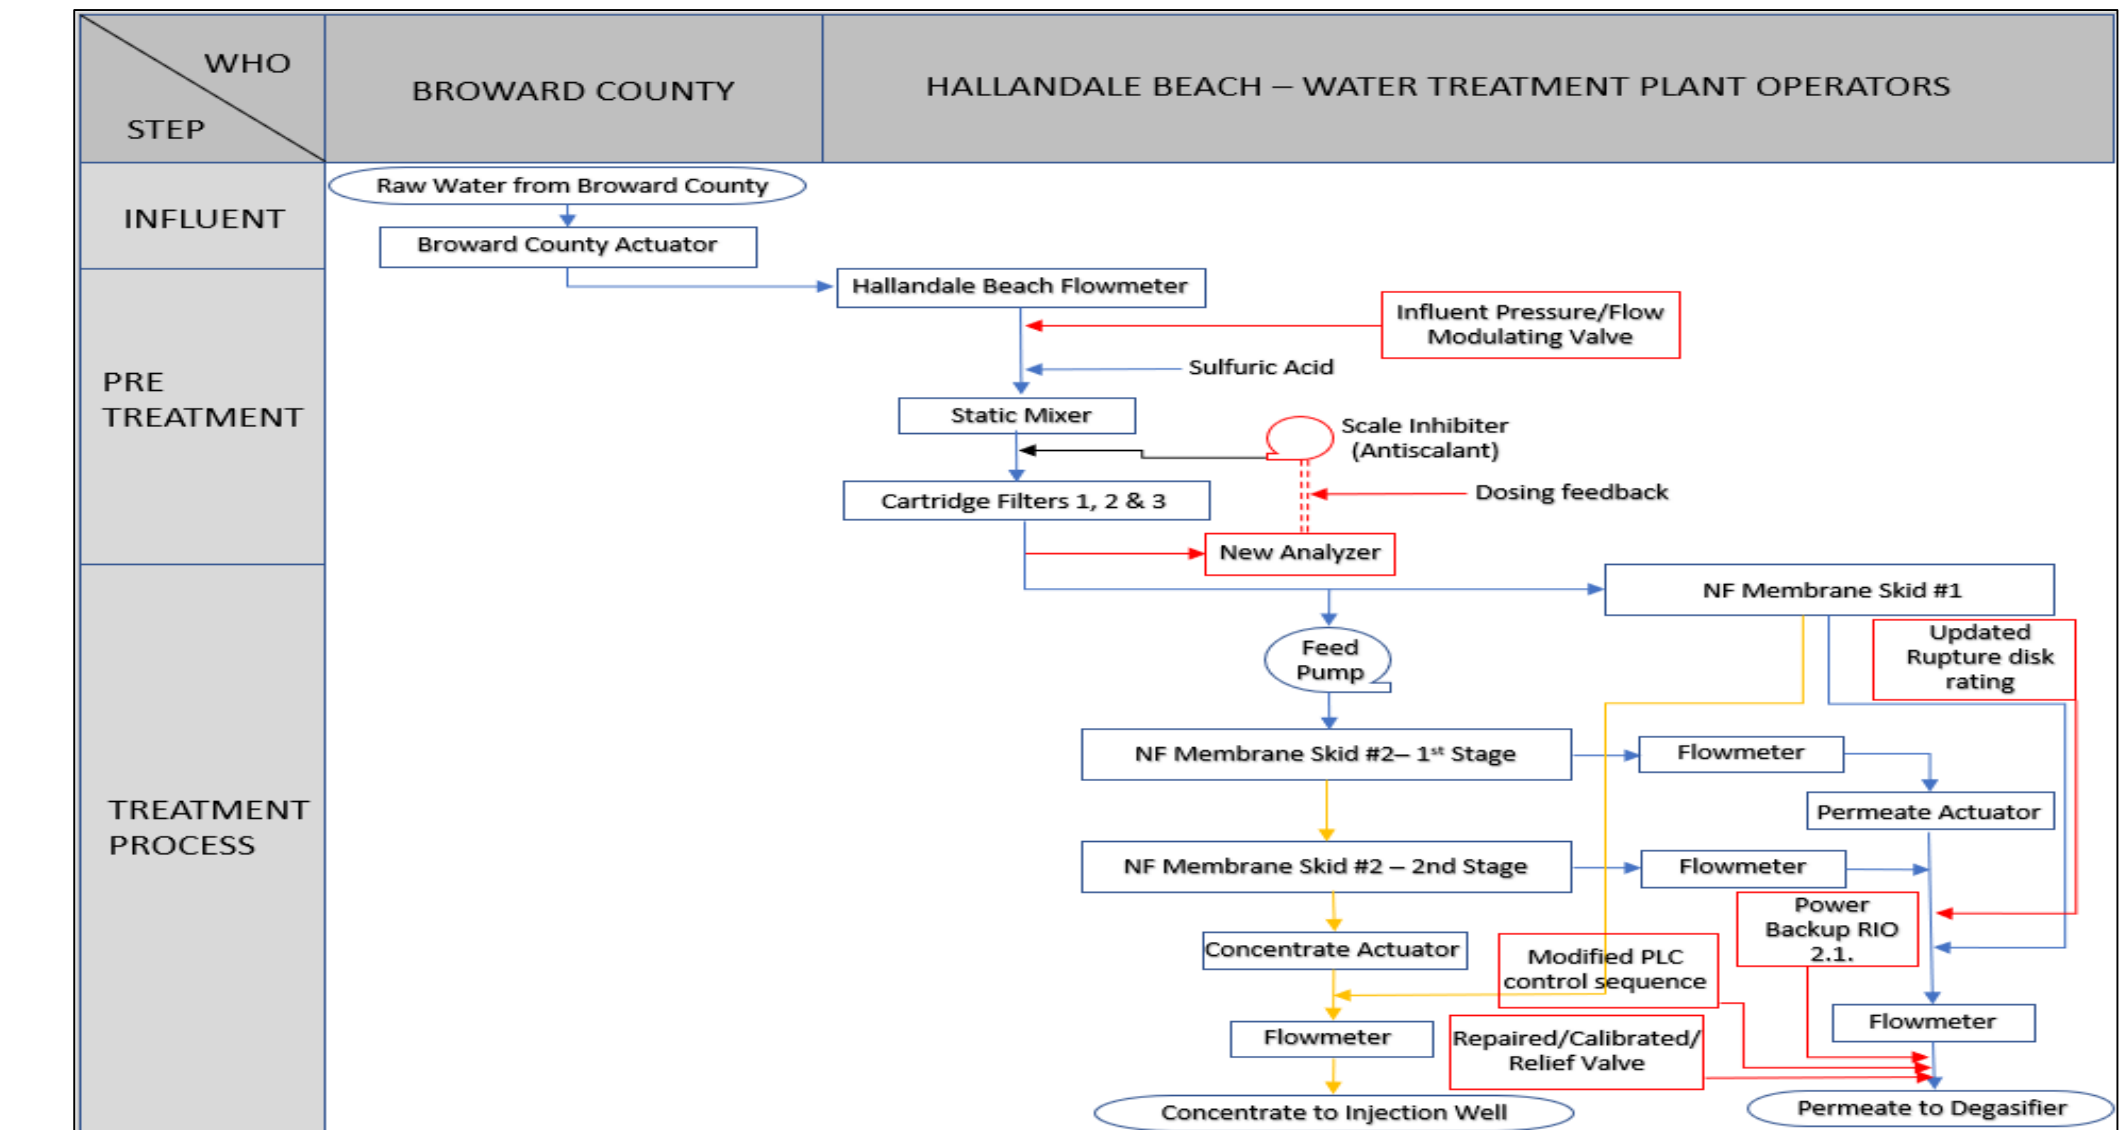 WHO
STEP
BROWARD COUNTY
HALLANDALE BEACH – WATER TREATMENT PLANT OPERATORS
INFLUENT
Raw Water from Broward County
Broward County Actuator
PRE
TREATMENT
Hallandale Beach Flowmeter
Influent Pressure/Flow
Modulating Valve
Sulfuric Acid
Static Mixer
Scale Inhibiter
(Antiscalant)
Cartridge Filters 1, 2 & 3
Dosing feedback
New Analyzer
TREATMENT
PROCESS
NF Membrane Skid #1
Updated
Rupture disk
rating
Feed
Pump
NF Membrane Skid #2– 1st Stage
Flowmeter
Permeate Actuator
NF Membrane Skid #2 – 2nd Stage
Flowmeter
Power
Backup RIO
2.1.
Concentrate Actuator
Modified PLC
control sequence
Flowmeter
Flowmeter
Repaired/Calibrated/
Relief Valve
Concentrate to Injection Well
Permeate to Degasifier